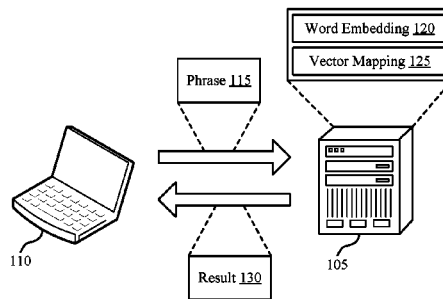 Word Embedding 120
Vector Mapping 125
Phrase 115
110
105
Result 130